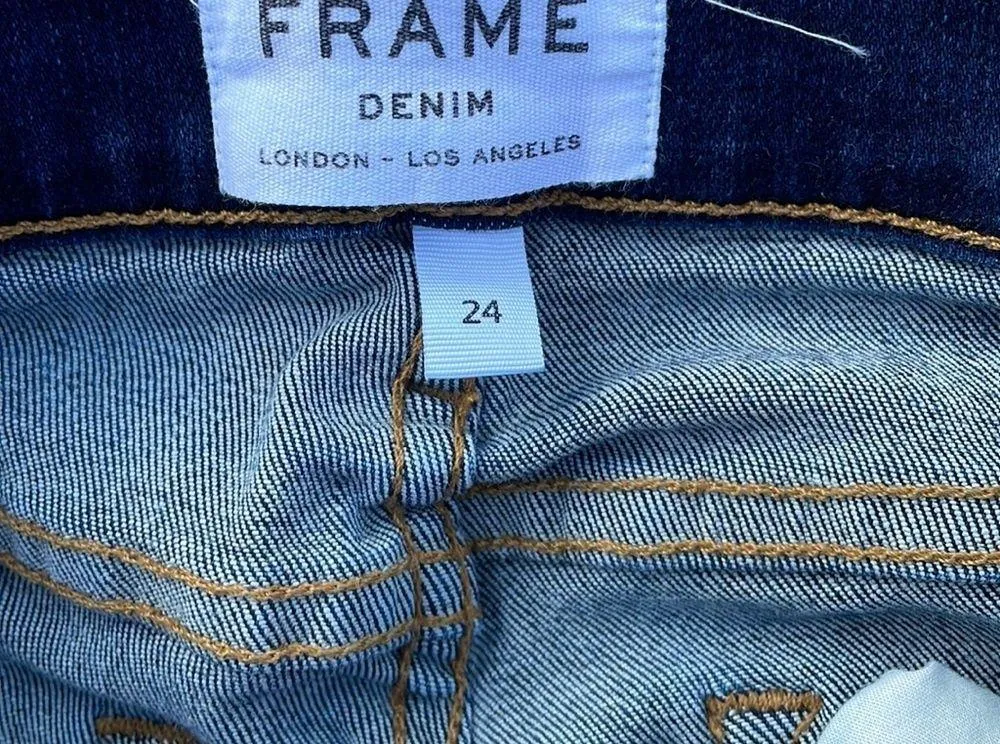 FRAME
DENIM
LONDON - LOS ANGELES
24